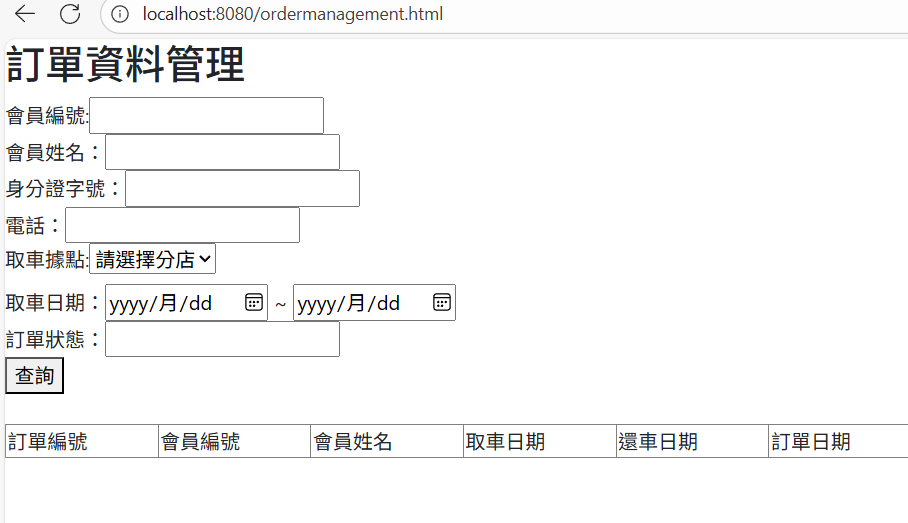 localhost:8080/ordermanagement.html
訂單資料管理
會員編號:
會員姓名：
身分證字號：
電話：
取車據點:請選擇分店
取車日期：yyyy/月/dd ~ yyyy/月/dd
訂單狀態：
查詢
訂單編號 會員編號 會員姓名 取車日期 還車日期 訂單日期